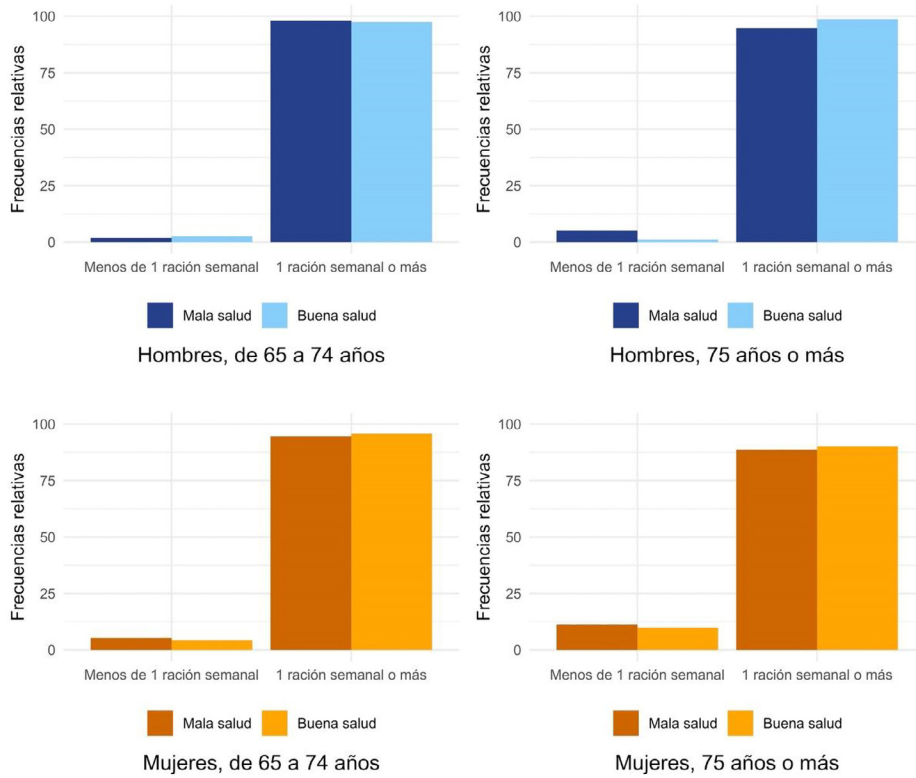 Frecuencias relativas
100
75
50
25
0
Menos de 1 ración semanal
1 ración semanal o más
Mala salud
Buena salud
Hombres, de 65 a 74 años
Frecuencias relativas
100
75
50
25
0
Menos de 1 ración semanal
1 ración semanal o más
Mala salud
Buena salud
Hombres, 75 años o más
Frecuencias relativas
100
75
50
25
0
Menos de 1 ración semanal
1 ración semanal o más
Mala salud
Buena salud
Mujeres, de 65 a 74 años
Frecuencias relativas
100
75
50
25
0
Menos de 1 ración semanal
1 ración semanal o más
Mala salud
Buena salud
Mujeres, 75 años o más